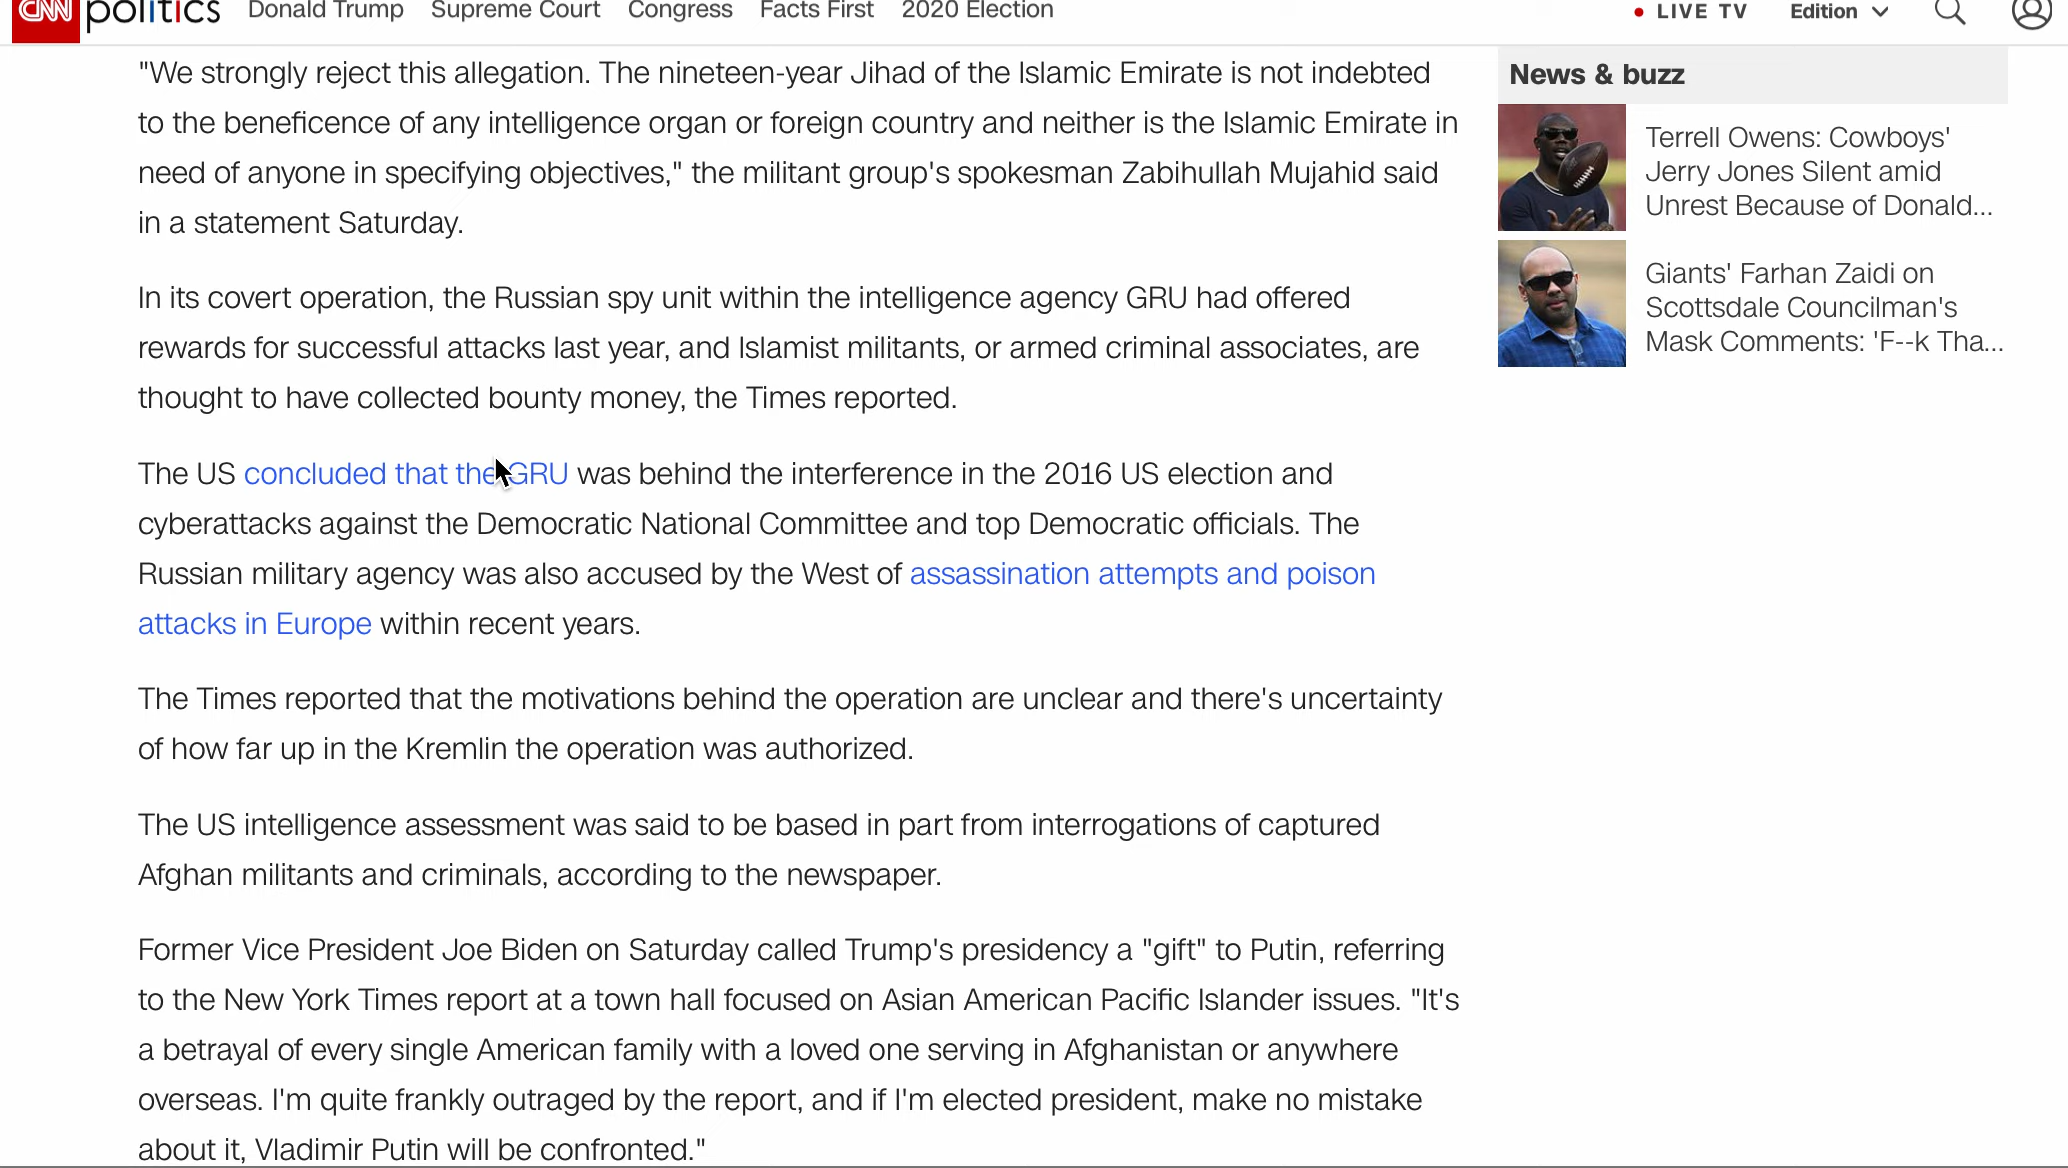 CNN politics Donald Trump Supreme Court Congress Facts First 2020 Election LIVE TV Edition
"We strongly reject this allegation. The nineteen-year Jihad of the Islamic Emirate is not indebted
to the beneficence of any intelligence organ or foreign country and neither is the Islamic Emirate in
need of anyone in specifying objectives," the militant group's spokesman Zabihullah Mujahid said
in a statement Saturday.
In its covert operation, the Russian spy unit within the intelligence agency GRU had offered
rewards for successful attacks last year, and Islamist militants, or armed criminal associates, are
thought to have collected bounty money, the Times reported.
The US concluded that the GRU was behind the interference in the 2016 US election and
cyberattacks against the Democratic National Committee and top Democratic officials. The
Russian military agency was also accused by the West of assassination attempts and poison
attacks in Europe within recent years.
The Times reported that the motivations behind the operation are unclear and there's uncertainty
of how far up in the Kremlin the operation was authorized.
The US intelligence assessment was said to be based in part from interrogations of captured
Afghan militants and criminals, according to the newspaper.
Former Vice President Joe Biden on Saturday called Trump's presidency a "gift" to Putin, referring
to the New York Times report at a town hall focused on Asian American Pacific Islander issues. "It's
a betrayal of every single American family with a loved one serving in Afghanistan or anywhere
overseas. I'm quite frankly outraged by the report, and if I'm elected president, make no mistake
about it, Vladimir Putin will be confronted."
News & buzz
Terrell Owens: Cowboys'
Jerry Jones Silent amid
Unrest Because of Donald...
Giants' Farhan Zaidi on
Scottsdale Councilman's
Mask Comments: 'F--k Tha...